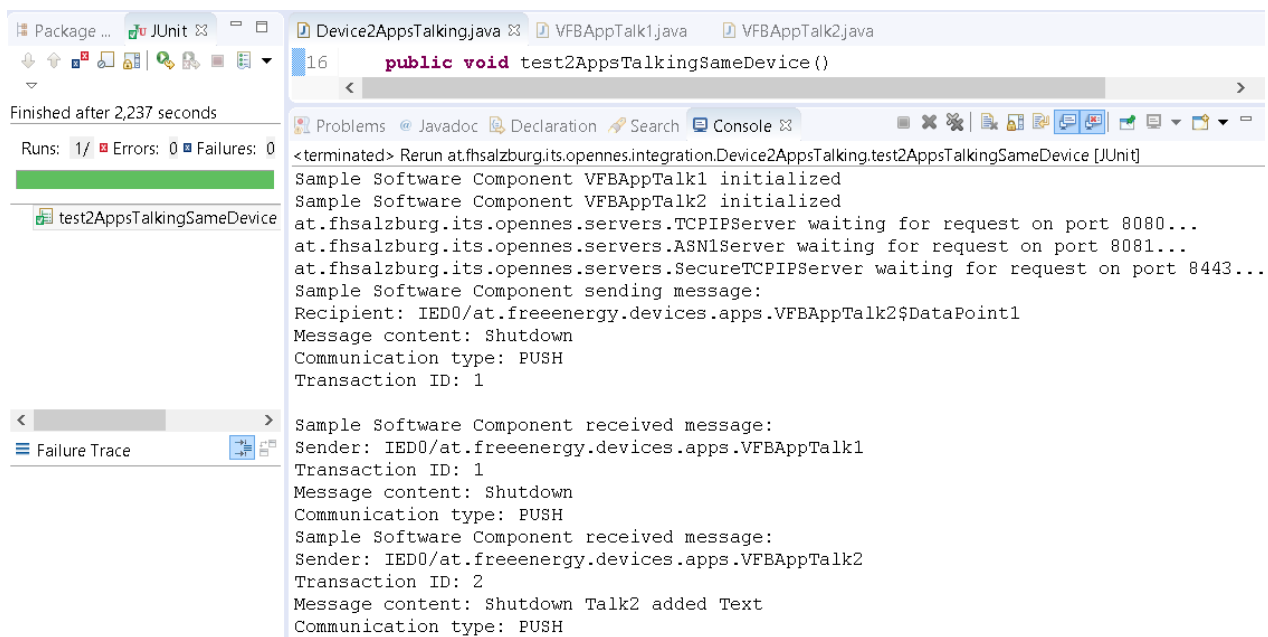 Package ... JUnit
Finished after 2,237 seconds
Runs: 1/ Errors: 0 Failures: 0
test2AppsTalkingSameDevice
Failure Trace
Device2AppsTalking.java VFBAppTalk1.java VFBAppTalk2.java
16 public void test2AppsTalkingSameDevice()
Problems @ Javadoc Declaration Search Console
<terminated> Rerun at.fhsalzburg.its.opennes.integration.Device2AppsTalking.test2AppsTalkingSameDevice [JUnit]
Sample Software Component VFBAppTalk1 initialized
Sample Software Component VFBAppTalk2 initialized
at.fhsalzburg.its.opennes.servers.TCPIPServer waiting for request on port 8080...
at.fhsalzburg.its.opennes.servers.ASN1Server waiting for request on port 8081...
at.fhsalzburg.its.opennes.servers.SecureTCPIPServer waiting for request on port 8443...
Sample Software Component sending message:
Recipient: IED0/at.freeenergy.devices.apps.VFBAppTalk2$DataPoint1
Message content: Shutdown
Communication type: PUSH
Transaction ID: 1
Sample Software Component received message:
Sender: IED0/at.freeenergy.devices.apps.VFBAppTalk1
Transaction ID: 1
Message content: Shutdown
Communication type: PUSH
Sample Software Component received message:
Sender: IED0/at.freeenergy.devices.apps.VFBAppTalk2
Transaction ID: 2
Message content: Shutdown Talk2 added Text
Communication type: PUSH